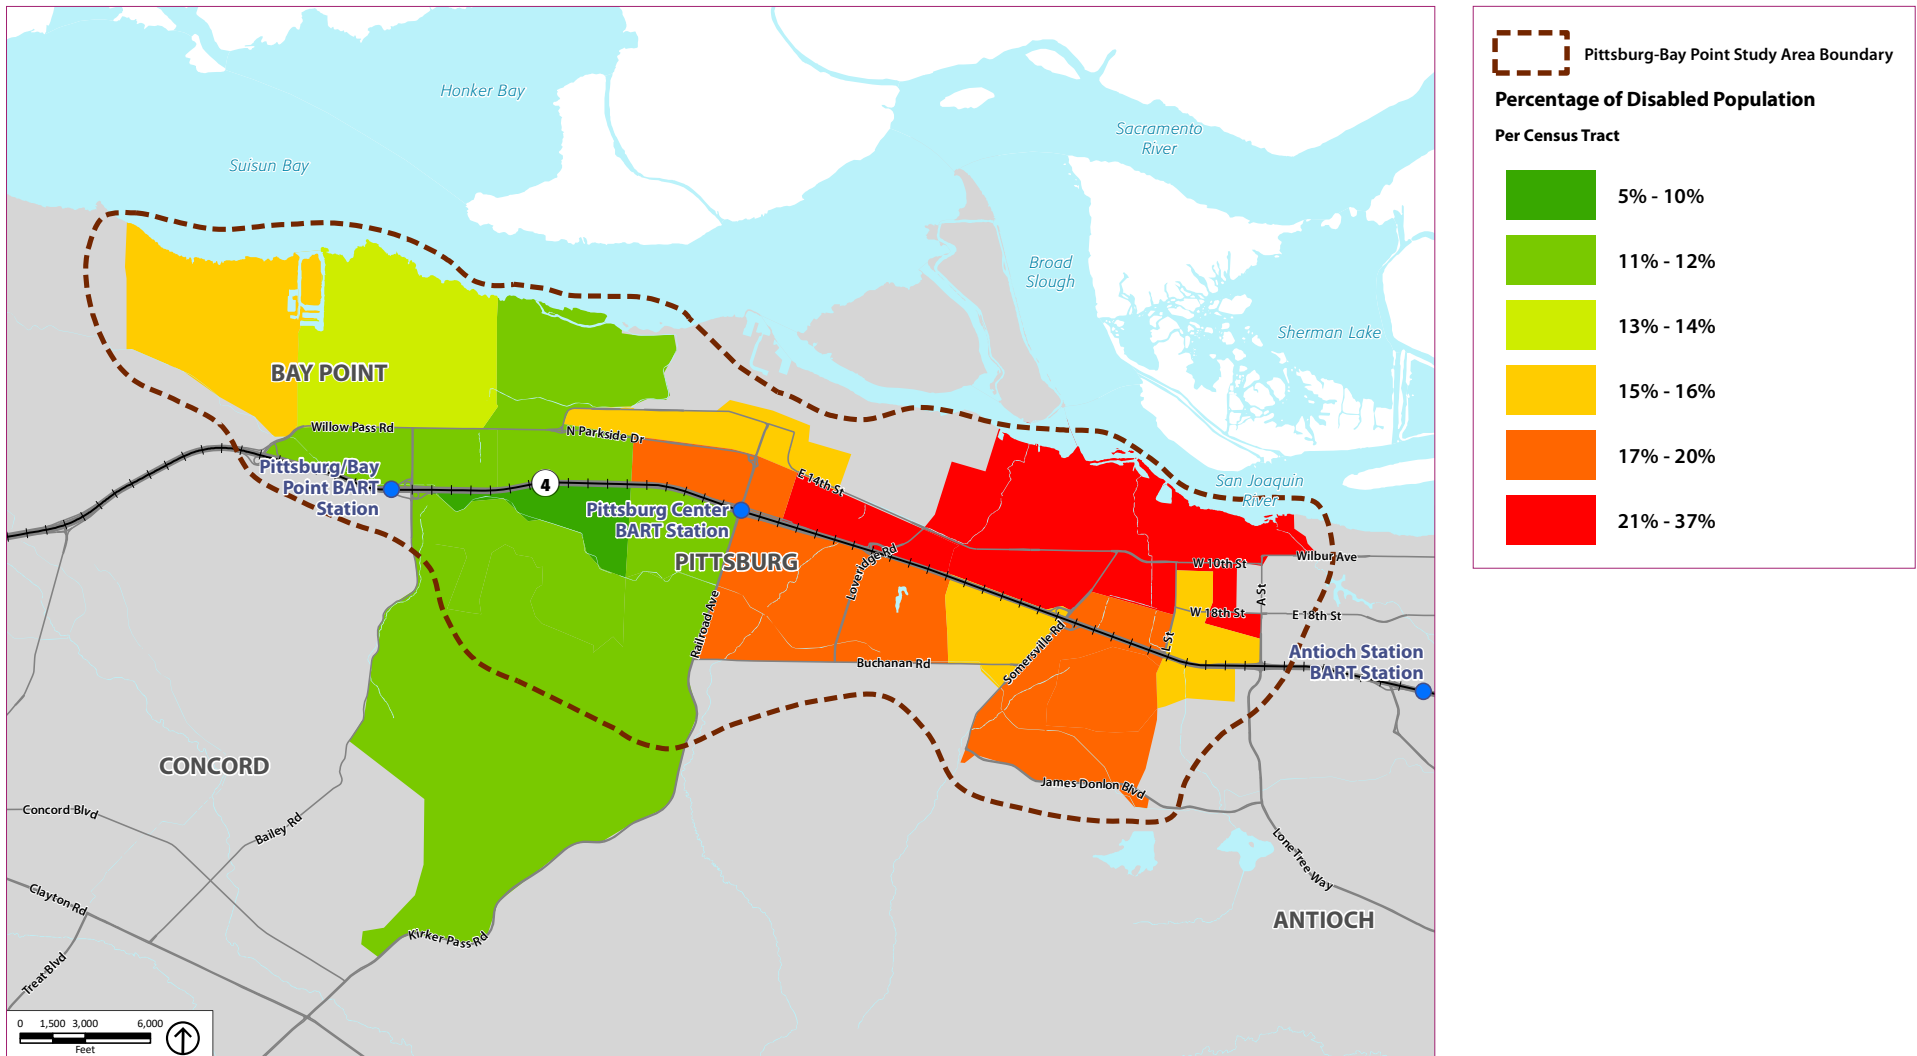 Honker Bay
Suisun Bay
Sacramento
River
Broad
Slough
Sherman Lake
San Joaquin
River
BAY POINT
Willow Pass Rd
N Parkside Dr
Pittsburg/Bay
Point BART
Station
4
E 14th St
Pittsburg Center
BART Station
PITTSBURG
Loveridge Rd
Railroad Ave
Buchanan Rd
Somersville Rd
L St
W 10th St
W 18th St
A St
Wilbur Ave
E 18th St
Antioch Station
BART Station
James Donlon Blvd
CONCORD
Concord Blvd
Bailey Rd
Clayton Rd
Treat Blvd
Kirker Pass Rd
Lone Tree Way
ANTIOCH
0 1,500 3,000 6,000
Feet
Pittsburg-Bay Point Study Area Boundary
Percentage of Disabled Population
Per Census Tract
5% - 10%
11% - 12%
13% - 14%
15% - 16%
17% - 20%
21% - 37%